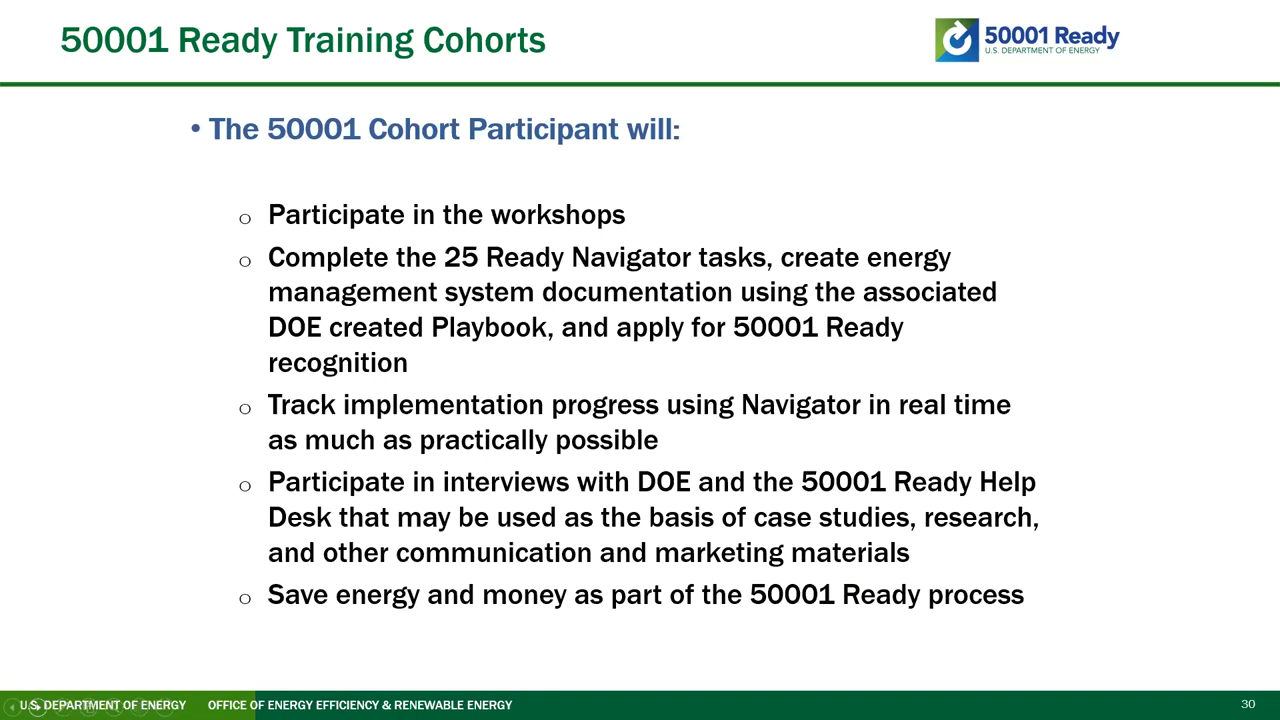 50001 Ready Training Cohorts
50001 Ready
U.S. DEPARTMENT OF ENERGY
• The 50001 Cohort Participant will:
o Participate in the workshops
o Complete the 25 Ready Navigator tasks, create energy
management system documentation using the associated
DOE created Playbook, and apply for 50001 Ready
recognition
o Track implementation progress using Navigator in real time
as much as practically possible
o Participate in interviews with DOE and the 50001 Ready Help
Desk that may be used as the basis of case studies, research,
and other communication and marketing materials
o Save energy and money as part of the 50001 Ready process
U.S. DEPARTMENT OF ENERGY OFFICE OF ENERGY EFFICIENCY & RENEWABLE ENERGY 30